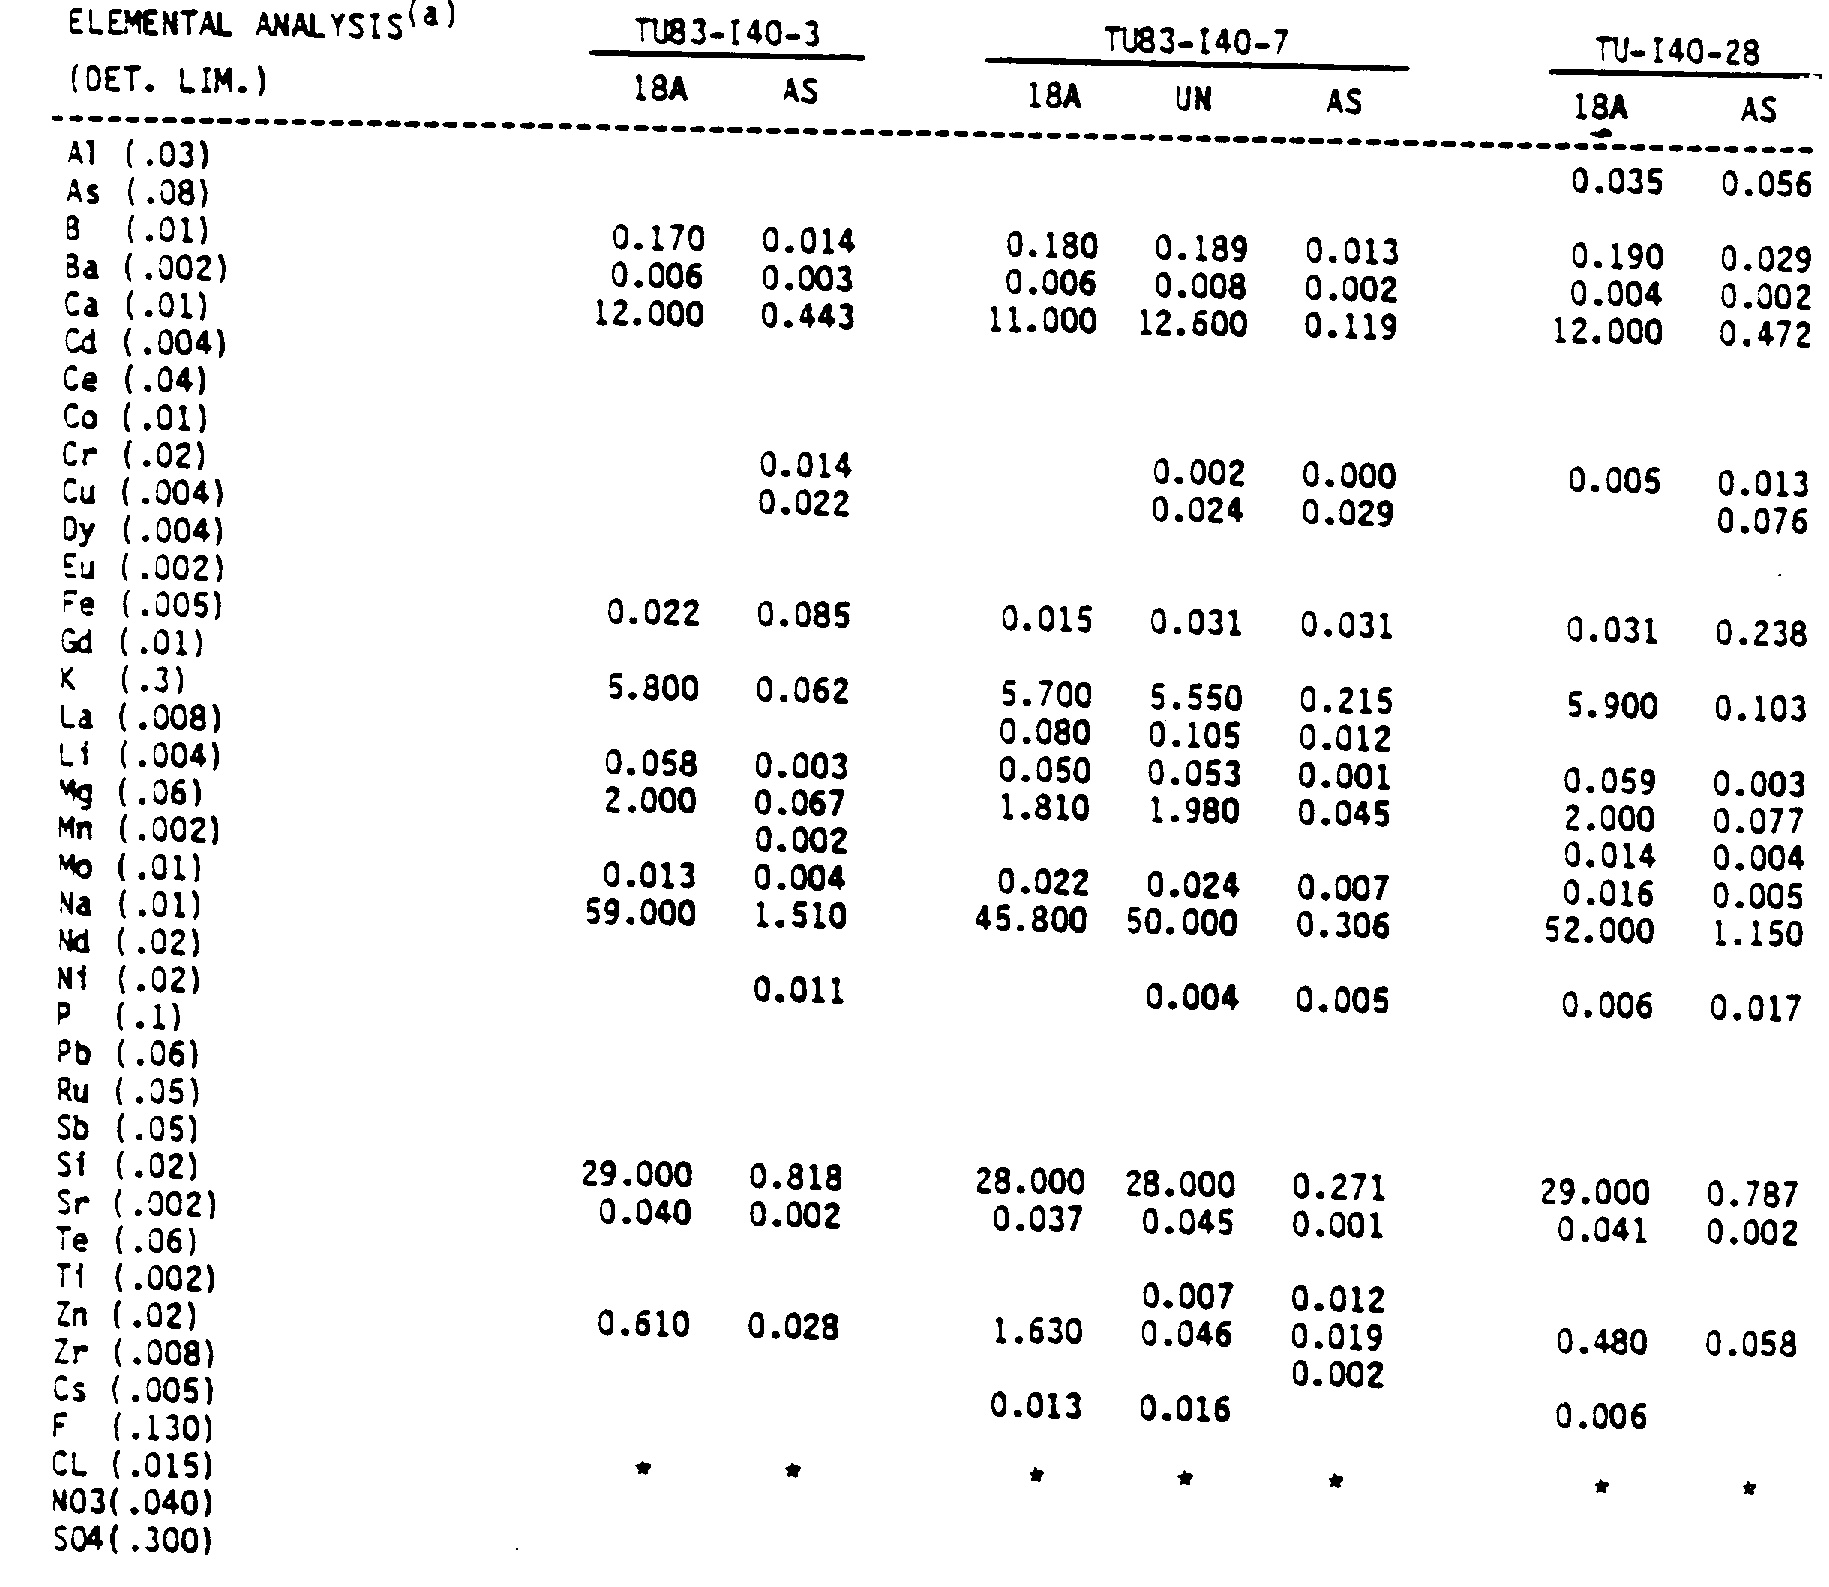 ELEMENTAL ANALYSIS(a) TU83-I40-3 TU83-I40-7 TU-I40-28
(DET. LIM.) 18A AS 18A UN AS 18A AS
Al (.03) 0.035 0.056
As (.08)
B (.01) 0.170 0.014 0.180 0.189 0.013 0.190 0.029
Ba (.002) 0.006 0.003 0.006 0.008 0.002 0.004 0.002
Ca (.01) 12.000 0.443 11.000 12.600 0.119 12.000 0.472
Cd (.004)
Ce (.04)
Co (.01)
Cr (.02) 0.014 0.002 0.000 0.005 0.013
Cu (.004) 0.022 0.024 0.029 0.076
Dy (.004)
Eu (.002)
Fe (.005) 0.022 0.085 0.015 0.031 0.031 0.031 0.238
Gd (.01)
K (.3) 5.800 0.062 5.700 5.550 0.215 5.900 0.103
La (.008) 0.080 0.105 0.012
Li (.004) 0.058 0.003 0.050 0.053 0.001 0.059 0.003
Mg (.06) 2.000 0.067 1.810 1.980 0.045 2.000 0.077
Mn (.002) 0.002 0.014 0.004
Mo (.01) 0.013 0.004 0.022 0.024 0.007 0.016 0.005
Na (.01) 59.000 1.510 45.800 50.000 0.306 52.000 1.150
Nd (.02)
Ni (.02) 0.011 0.004 0.005 0.006 0.017
P (.1)
Pb (.06)
Ru (.05)
Sb (.05)
Si (.02) 29.000 0.818 28.000 28.000 0.271 29.000 0.787
Sr (.002) 0.040 0.002 0.037 0.045 0.001 0.041 0.002
Te (.06)
Ti (.002) 0.007 0.012
Zn (.02) 0.610 0.028 1.630 0.046 0.019 0.480 0.058
Zr (.008) 0.002
Cs (.005) 0.013 0.016 0.006
F (.130)
CL (.015) * * * * * * *
NO3(.040)
SO4(.300)